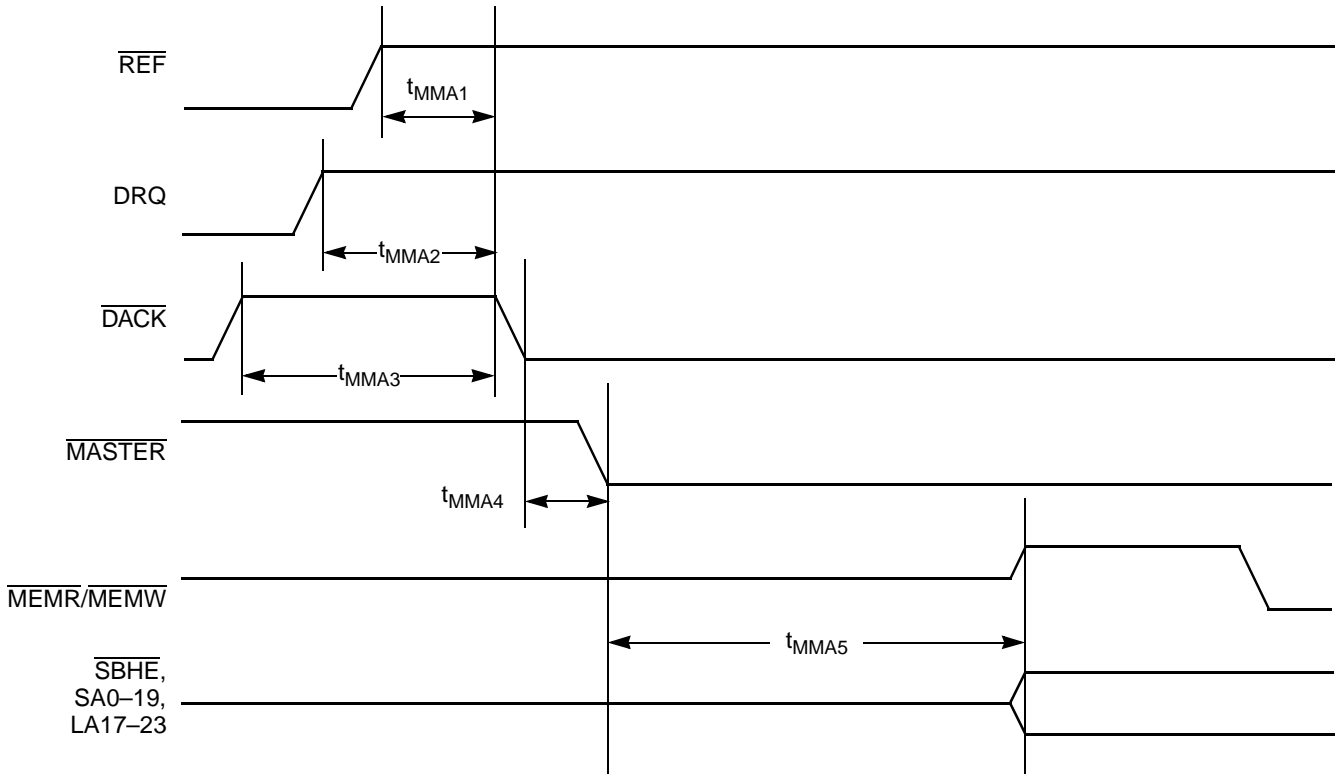 REF
tMMA1
DRQ
tMMA2
DACK
tMMA3
MASTER
tMMA4
MEMR/MEMW
tMMA5
SBHE,
SA0–19,
LA17–23